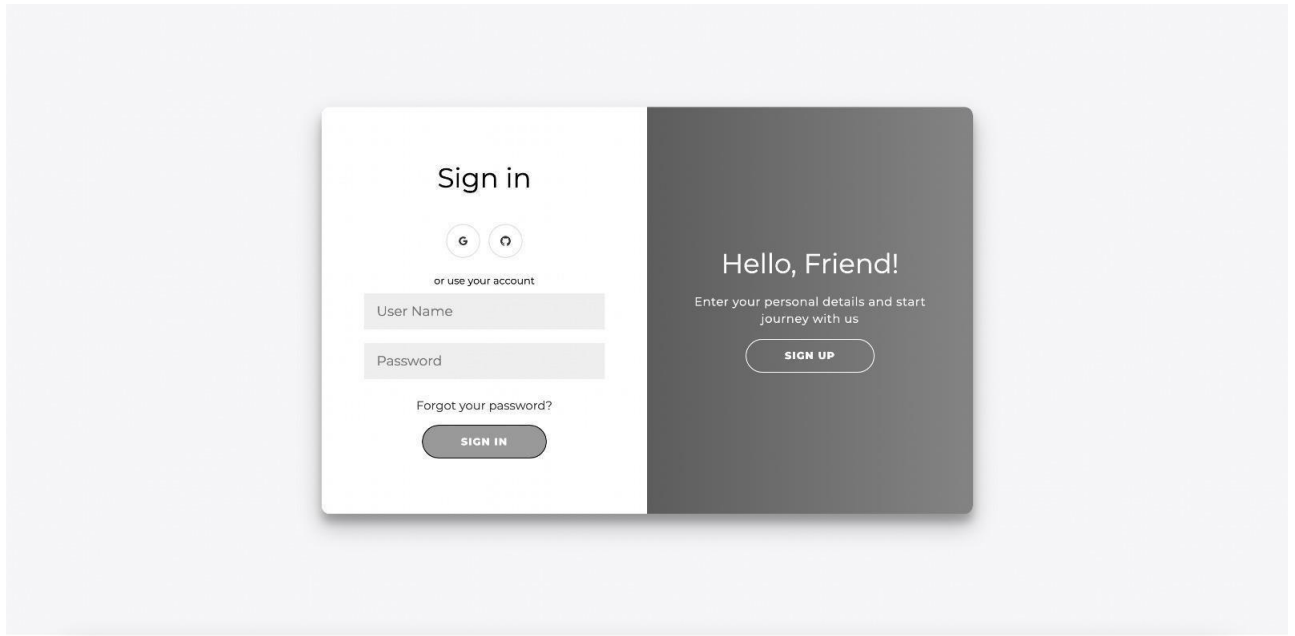 Sign in
G
or use your account
User Name
Password
Forgot your password?
SIGN IN
Hello, Friend!
Enter your personal details and start
journey with us
SIGN UP